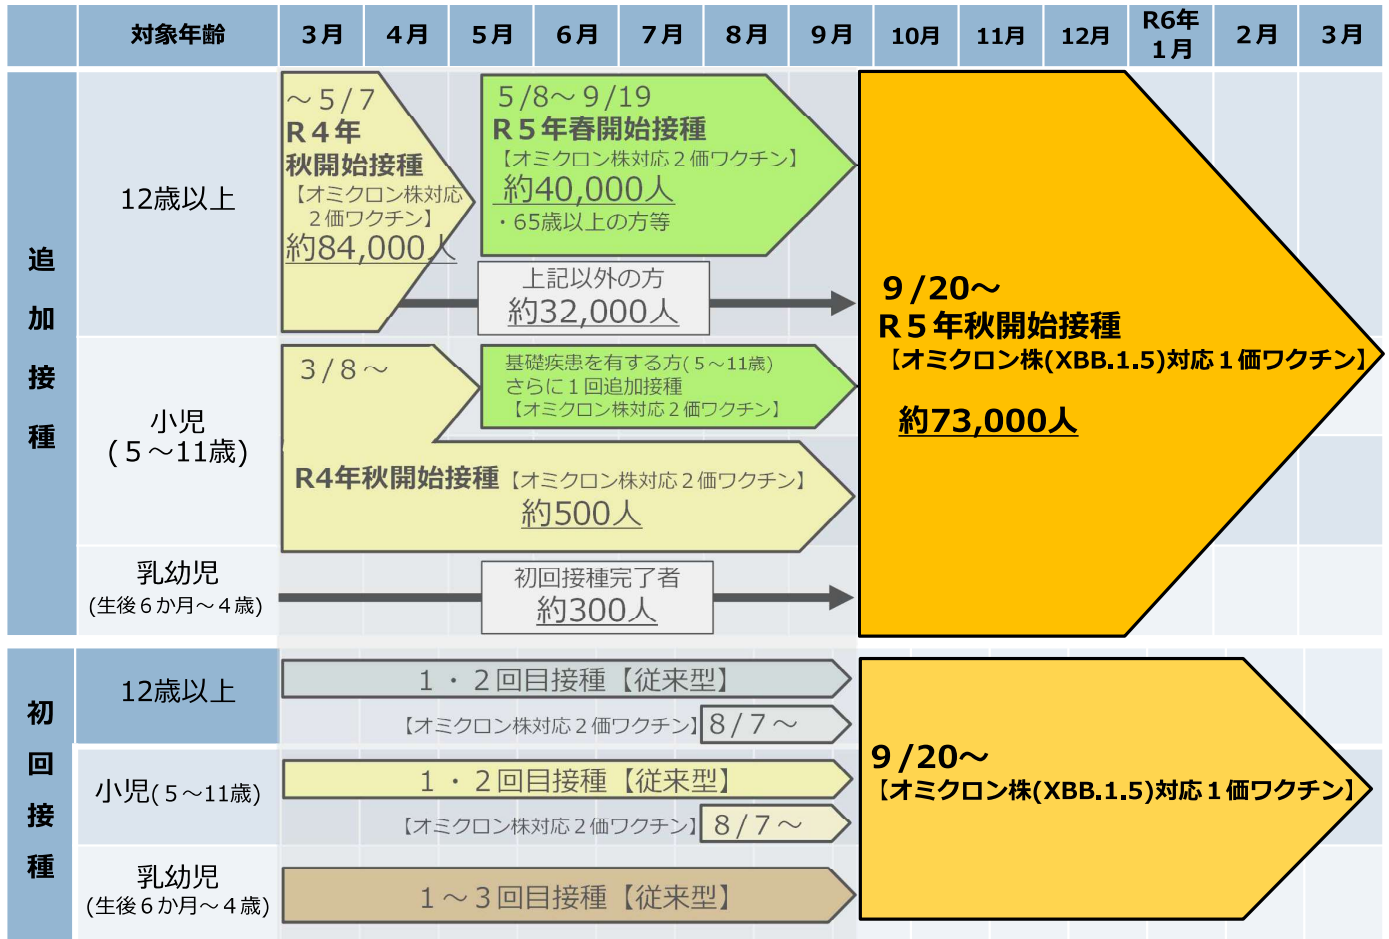 対象年齢
3月
4月
5月
6月
7月
8月
9月
10月
11月
12月
R6年
1月
2月
3月
追加接種
12歳以上
～5/7
R4年
秋開始接種
【オミクロン株対応
2価ワクチン】
約84,000人
5/8～9/19
R5年春開始接種
【オミクロン株対応2価ワクチン】
約40,000人
・65歳以上の方等
上記以外の方
約32,000人
小児
(5～11歳)
3/8～
基礎疾患を有する方(5～11歳)
さらに1回追加接種
【オミクロン株対応2価ワクチン】
R4年秋開始接種【オミクロン株対応2価ワクチン】
約500人
乳幼児
(生後6か月～4歳)
初回接種完了者
約300人
9/20～
R5年秋開始接種
【オミクロン株(XBB.1.5)対応1価ワクチン】
約73,000人
初回接種
12歳以上
1・2回目接種【従来型】
【オミクロン株対応2価ワクチン】
8/7～
小児(5～11歳)
1・2回目接種【従来型】
【オミクロン株対応2価ワクチン】
8/7～
乳幼児
(生後6か月～4歳)
1～3回目接種【従来型】
9/20～
【オミクロン株(XBB.1.5)対応1価ワクチン】